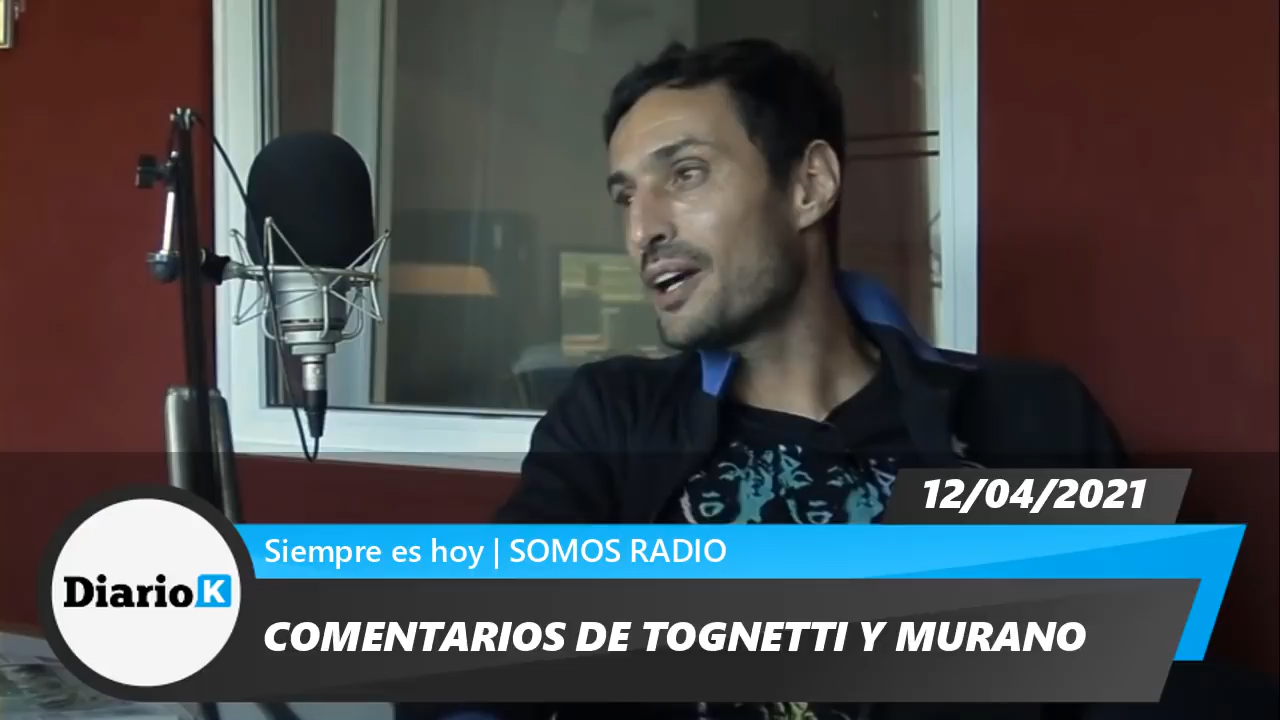 12/04/2021
Siempre es hoy | SOMOS RADIO
DiarioK
COMENTARIOS DE TOGNETTI Y MURANO